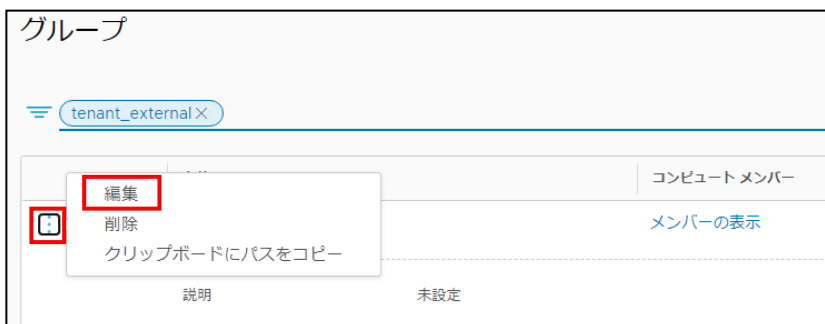 グループ
tenant_external
コンピュート メンバー
編集
削除
クリップボードにパスをコピー
メンバーの表示
説明
未設定